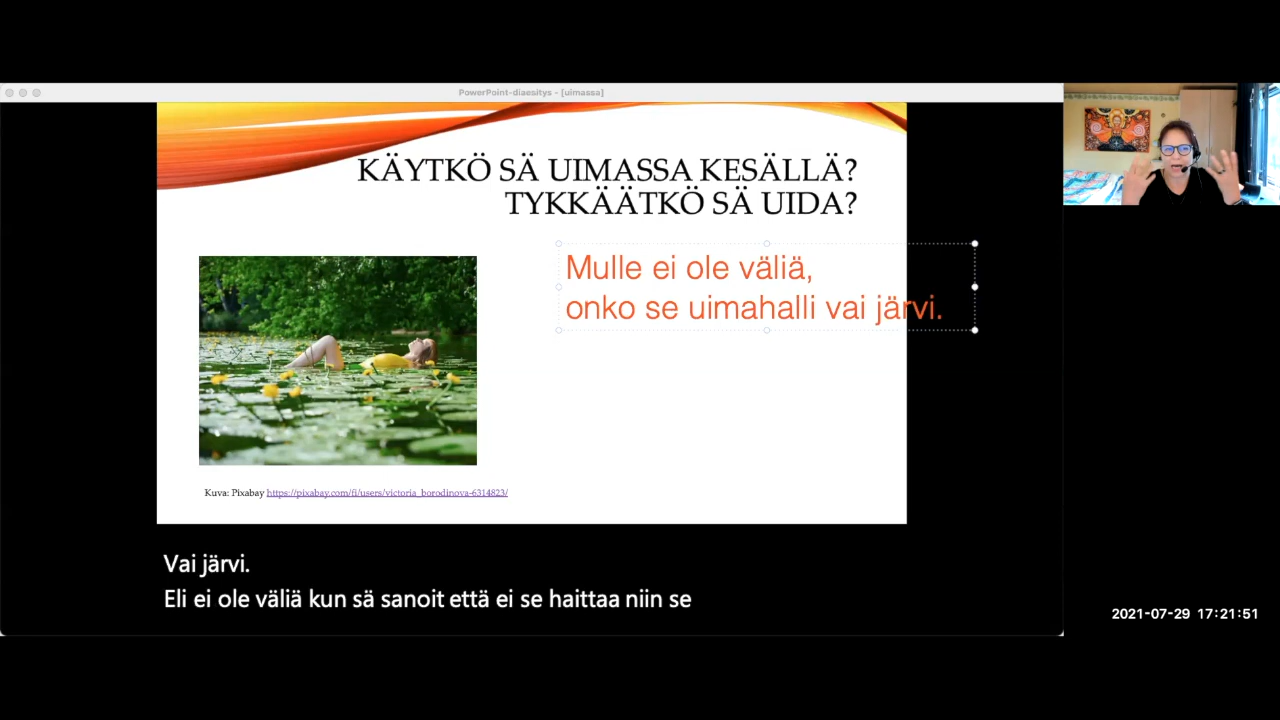 PowerPoint-diaesitys - [uimassa]
KÄYTKÖ SÄ UIMASSA KESÄLLÄ?
TYKKÄÄTKÖ SÄ UIDA?
Mulle ei ole väliä,
onko se uimahalli vai järvi.
Kuva: Pixabay https://pixabay.com/fi/users/victoria_borodinova-6314823/
Vai järvi.
Eli ei ole väliä kun sä sanoit että ei se haittaa niin se
2021-07-29 17:21:51